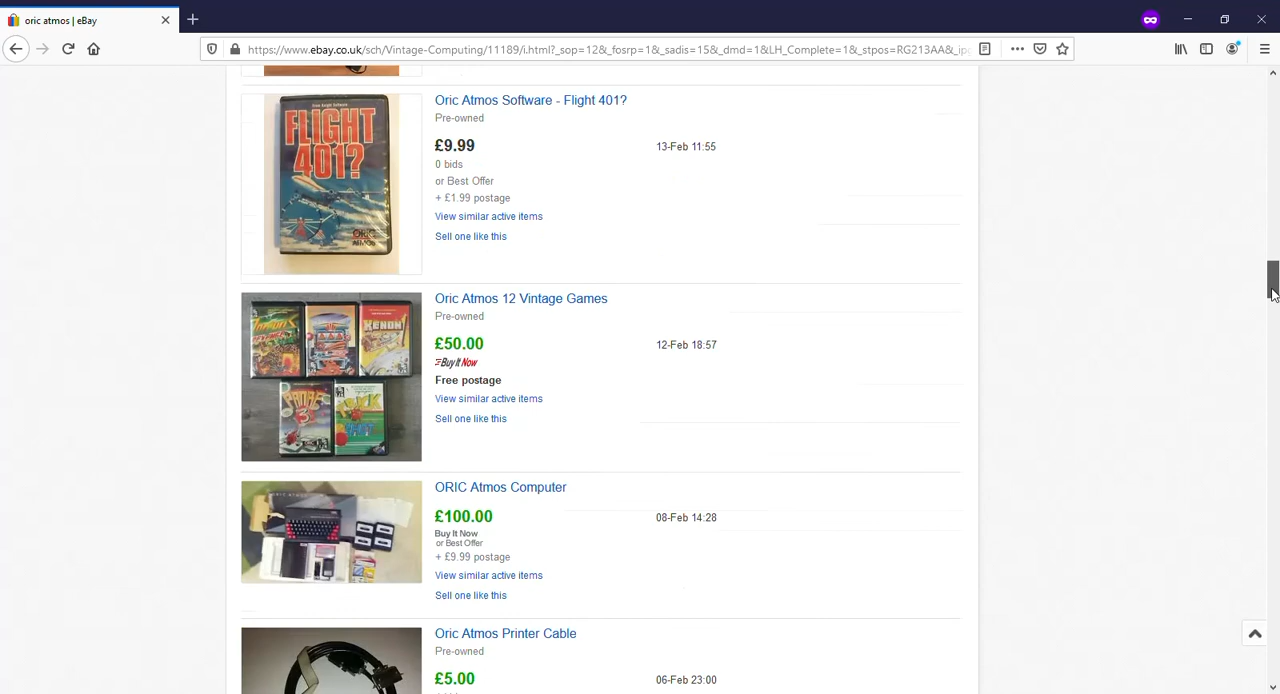 oric atmos | eBay
https://www.ebay.co.uk/sch/Vintage-Computing/11189/i.html?_sop=12&_fosrp=1&_sadis=15&_dmd=1&LH_Complete=1&_stpos=RG213AA&_ip
FLIGHT
401?
ORIC
ATMOS
Oric Atmos Software - Flight 401?
Pre-owned
£9.99
13-Feb 11:55
0 bids
or Best Offer
+ £1.99 postage
View similar active items
Sell one like this
XENON
Oric Atmos 12 Vintage Games
Pre-owned
£50.00
12-Feb 18:57
Buy It Now
Free postage
View similar active items
Sell one like this
ORIC Atmos Computer
£100.00
08-Feb 14:28
Buy It Now
or Best Offer
+ £9.99 postage
View similar active items
Sell one like this
Oric Atmos Printer Cable
Pre-owned
£5.00
06-Feb 23:00